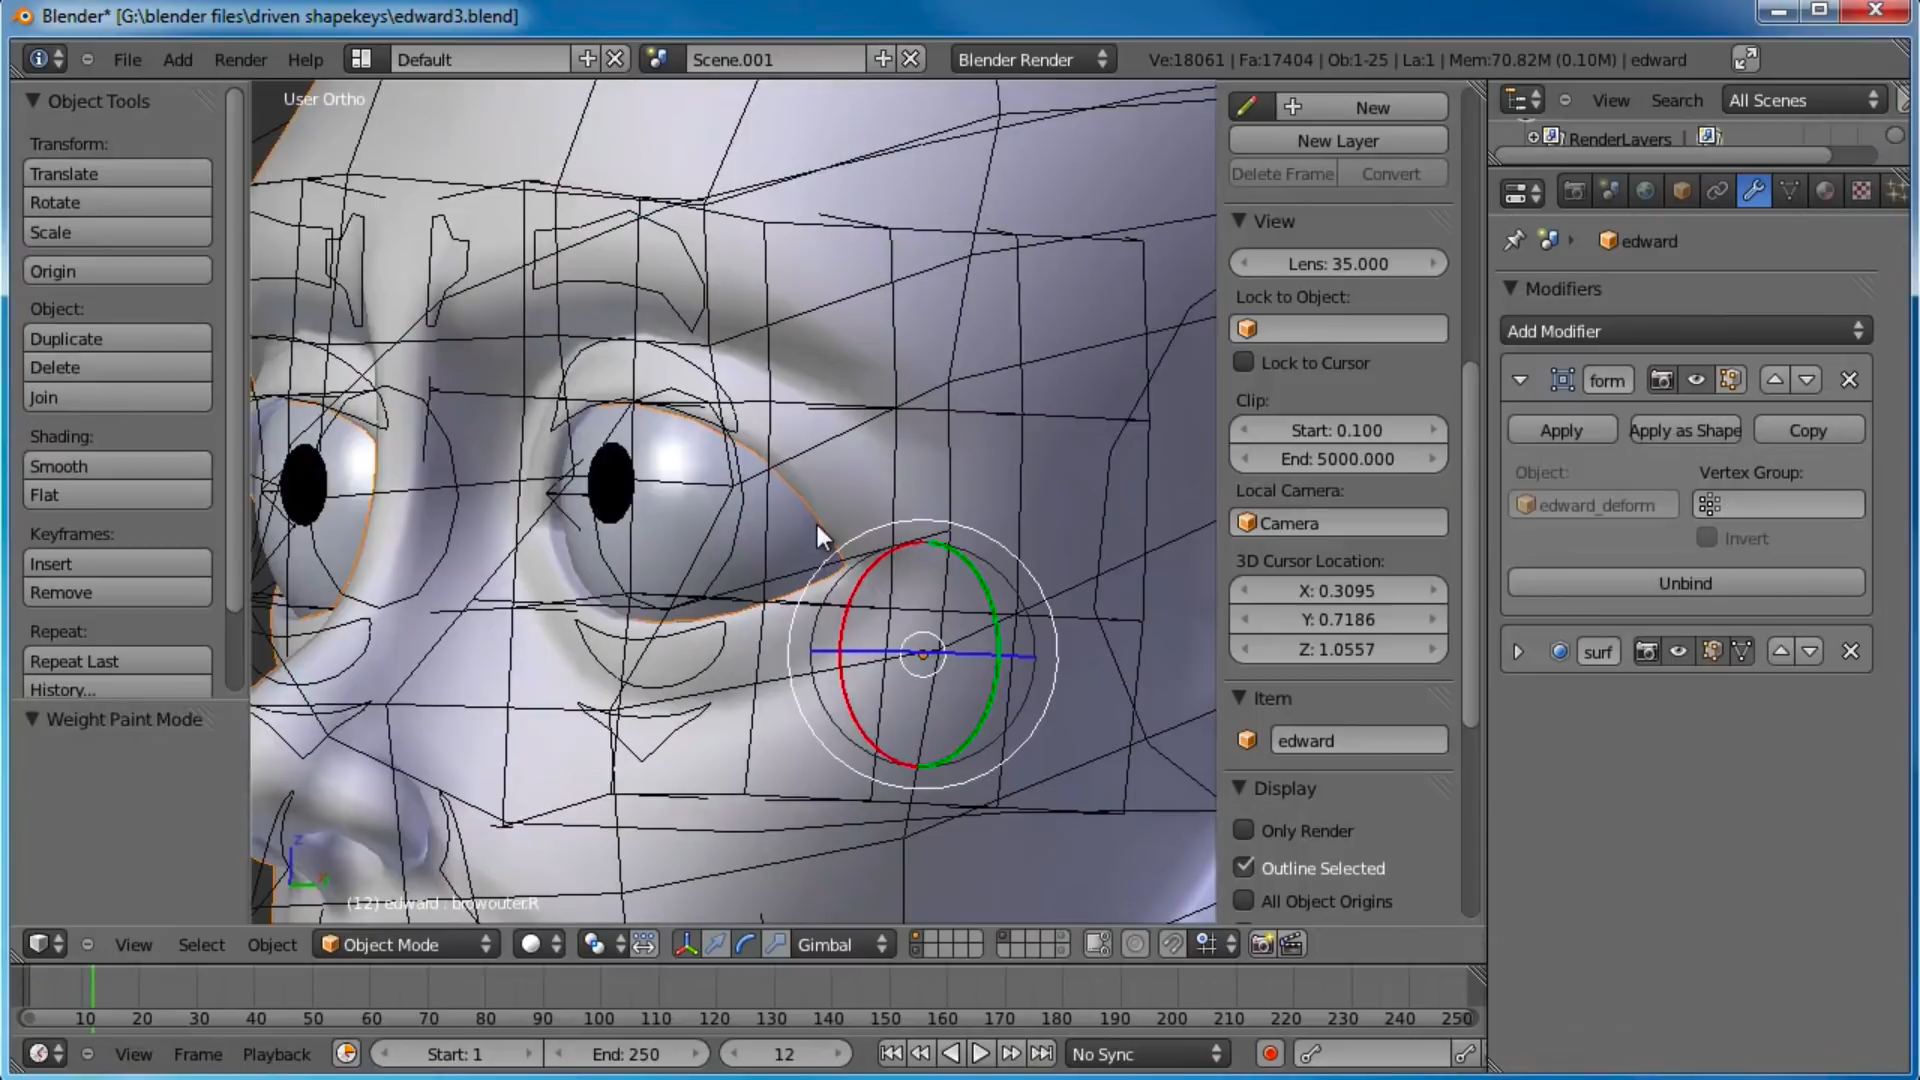 Blender* [G:\blender files\driven shapekeys\edward3.blend]
File Add Render Help Default Scene.001 Blender Render Ve:18061 | Fa:17404 | Ob:1-25 | La:1 | Mem:70.82M (0.10M) | edward
Object Tools
Transform:
Translate
Rotate
Scale
Origin
Object:
Duplicate
Delete
Join
Shading:
Smooth
Flat
Keyframes:
Insert
Remove
Repeat:
Repeat Last
History...
Weight Paint Mode
User Ortho
(12) edward : browouter.R
New
New Layer
Delete Frame Convert
View
Lens: 35.000
Lock to Object:
Lock to Cursor
Clip:
Start: 0.100
End: 5000.000
Local Camera:
Camera
3D Cursor Location:
X: 0.3095
Y: 0.7186
Z: 1.0557
Item
edward
Display
Only Render
Outline Selected
All Object Origins
View Search All Scenes
RenderLayers
edward
Modifiers
Add Modifier
form
Apply Apply as Shape Copy
Object: Vertex Group:
edward_deform
Invert
Unbind
surf
View Select Object Object Mode Gimbal
10 20 30 40 50 60 70 80 90 100 110 120 130 140 150 160 170 180 190 200 210 220 230 240 250
View Frame Playback Start: 1 End: 250 12 No Sync